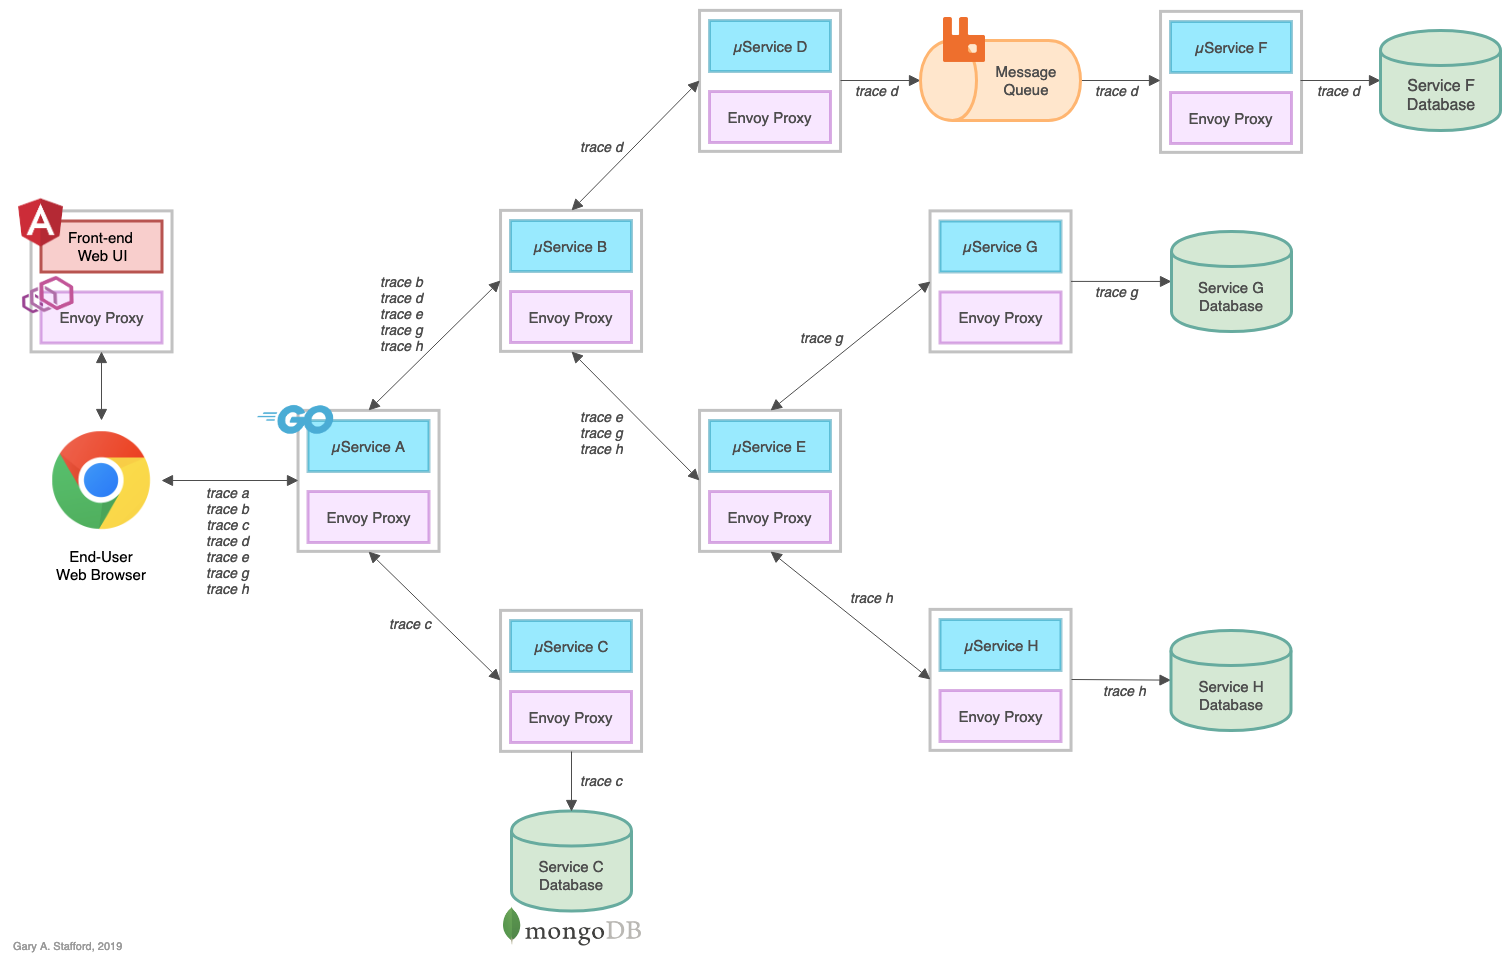 µService D
Envoy Proxy
trace d
Message
Queue
trace d
µService F
Envoy Proxy
trace d
Service F
Database
trace d
Front-end
Web UI
Envoy Proxy
µService B
Envoy Proxy
trace b
trace d
trace e
trace g
trace h
µService G
Envoy Proxy
trace g
Service G
Database
trace g
GO
µService A
Envoy Proxy
trace e
trace g
trace h
µService E
Envoy Proxy
trace a
trace b
trace c
trace d
trace e
trace g
trace h
End-User
Web Browser
trace c
µService C
Envoy Proxy
trace h
µService H
Envoy Proxy
trace h
Service H
Database
trace c
Service C
Database
mongoDB
Gary A. Stafford, 2019